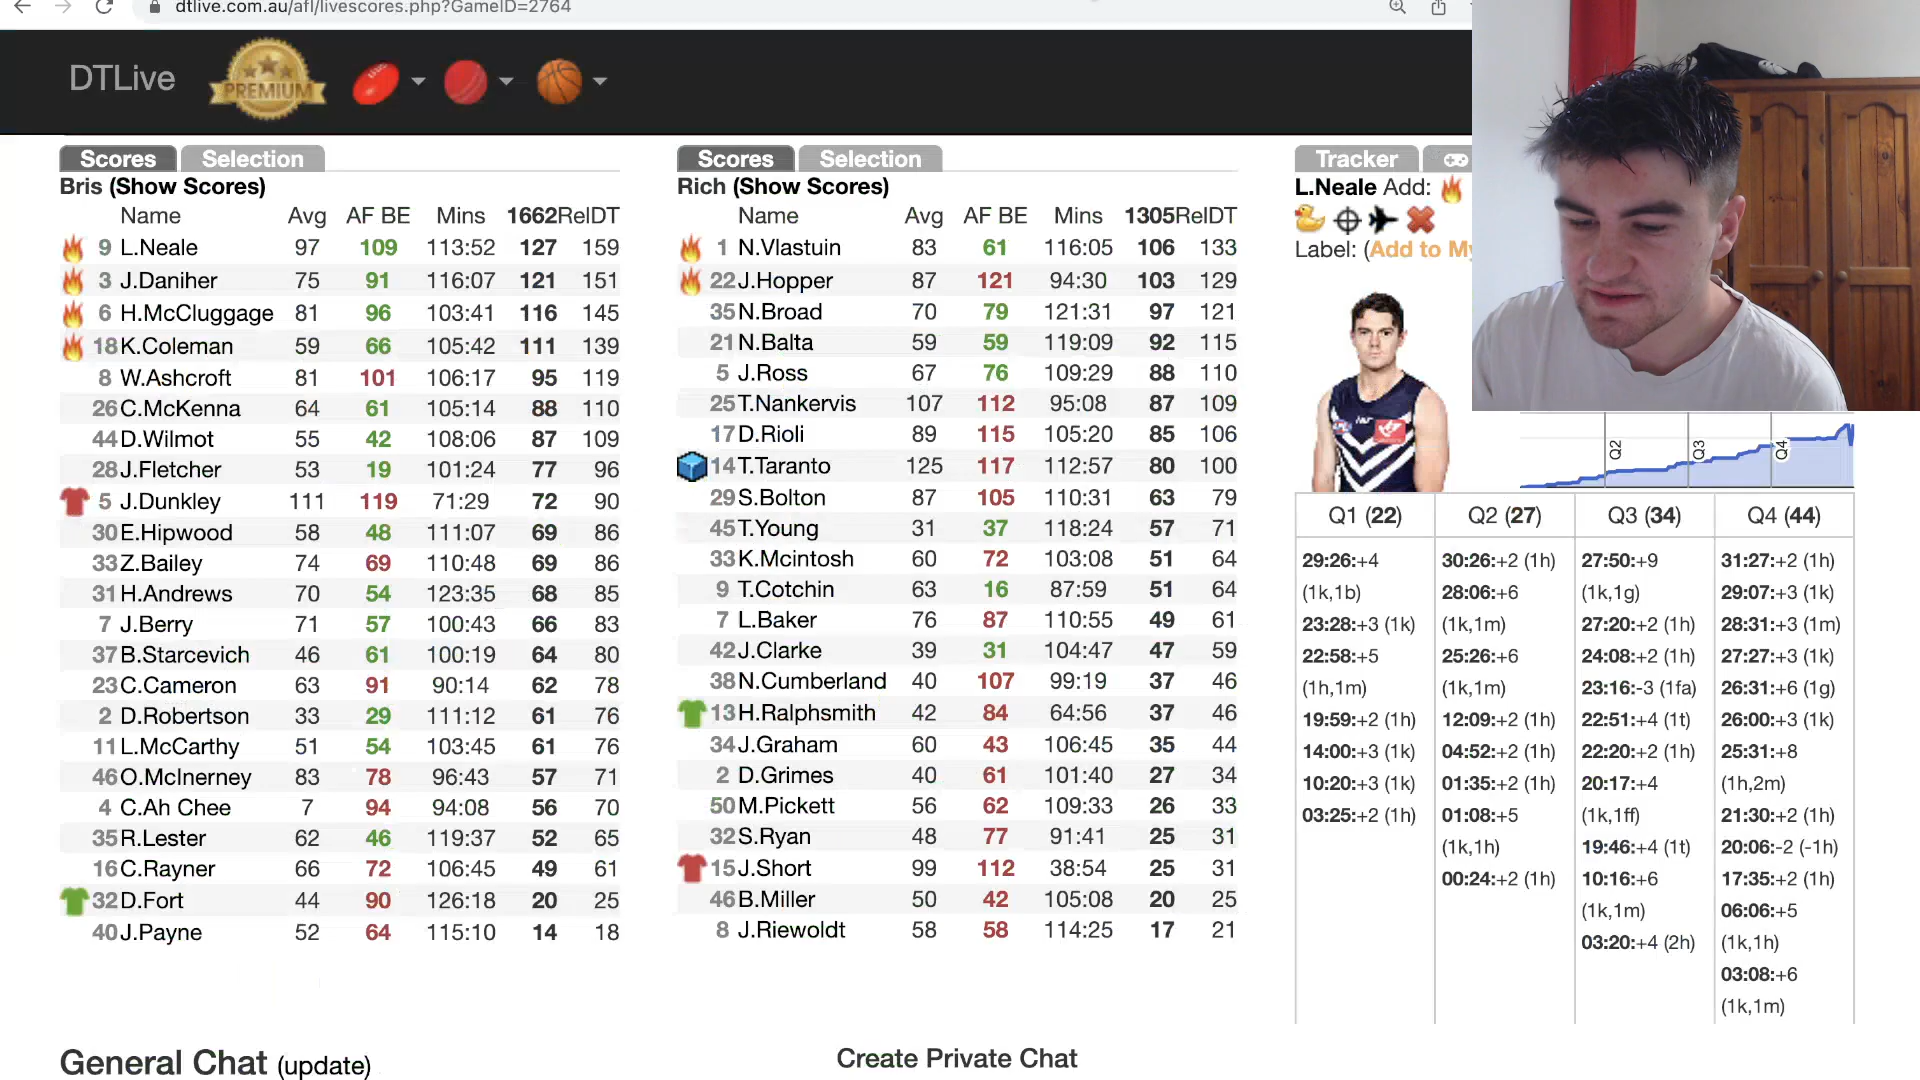 dtlive.com.au/afl/livescores.php?GameID=2764
DTLive
PREMIUM
Scores Selection
Bris (Show Scores)
Name Avg AF BE Mins 1662RelDT
9 L.Neale 97 109 113:52 127 159
3 J.Daniher 75 91 116:07 121 151
6 H.McCluggage 81 96 103:41 116 145
18 K.Coleman 59 66 105:42 111 139
8 W.Ashcroft 81 101 106:17 95 119
26 C.McKenna 64 61 105:14 88 110
44 D.Wilmot 55 42 108:06 87 109
28 J.Fletcher 53 19 101:24 77 96
5 J.Dunkley 111 119 71:29 72 90
30 E.Hipwood 58 48 111:07 69 86
33 Z.Bailey 74 69 110:48 69 86
31 H.Andrews 70 54 123:35 68 85
7 J.Berry 71 57 100:43 66 83
37 B.Starcevich 46 61 100:19 64 80
23 C.Cameron 63 91 90:14 62 78
2 D.Robertson 33 29 111:12 61 76
11 L.McCarthy 51 54 103:45 61 76
46 O.McInerney 83 78 96:43 57 71
4 C.Ah Chee 7 94 94:08 56 70
35 R.Lester 62 46 119:37 52 65
16 C.Rayner 66 72 106:45 49 61
32 D.Fort 44 90 126:18 20 25
40 J.Payne 52 64 115:10 14 18
Scores Selection
Rich (Show Scores)
Name Avg AF BE Mins 1305RelDT
1 N.Vlastuin 83 61 116:05 106 133
22 J.Hopper 87 121 94:30 103 129
35 N.Broad 70 79 121:31 97 121
21 N.Balta 59 59 119:09 92 115
5 J.Ross 67 76 109:29 88 110
25 T.Nankervis 107 112 95:08 87 109
17 D.Rioli 89 115 105:20 85 106
14 T.Taranto 125 117 112:57 80 100
29 S.Bolton 87 105 110:31 63 79
45 T.Young 31 37 118:24 57 71
33 K.Mcintosh 60 72 103:08 51 64
9 T.Cotchin 63 16 87:59 51 64
7 L.Baker 76 87 110:55 49 61
42 J.Clarke 39 31 104:47 47 59
38 N.Cumberland 40 107 99:19 37 46
13 H.Ralphsmith 42 84 64:56 37 46
34 J.Graham 60 43 106:45 35 44
2 D.Grimes 40 61 101:40 27 34
50 M.Pickett 56 62 109:33 26 33
32 S.Ryan 48 77 91:41 25 31
15 J.Short 99 112 38:54 25 31
46 B.Miller 50 42 105:08 20 25
8 J.Riewoldt 58 58 114:25 17 21
Tracker
L.Neale Add:
Label: (Add to My
Q2 Q3 Q4
Q1 (22)
29:26:+4
(1k,1b)
23:28:+3 (1k)
22:58:+5
(1h,1m)
19:59:+2 (1h)
14:00:+3 (1k)
10:20:+3 (1k)
03:25:+2 (1h)
Q2 (27)
30:26:+2 (1h)
28:06:+6
(1k,1m)
25:26:+6
(1k,1m)
12:09:+2 (1h)
04:52:+2 (1h)
01:35:+2 (1h)
01:08:+5
(1k,1h)
00:24:+2 (1h)
Q3 (34)
27:50:+9
(1k,1g)
27:20:+2 (1h)
24:08:+2 (1h)
23:16:-3 (1fa)
22:51:+4 (1t)
22:20:+2 (1h)
20:17:+4
(1k,1ff)
19:46:+4 (1t)
10:16:+6
(1k,1m)
03:20:+4 (2h)
Q4 (44)
31:27:+2 (1h)
29:07:+3 (1k)
28:31:+3 (1m)
27:27:+3 (1k)
26:31:+6 (1g)
26:00:+3 (1k)
25:31:+8
(1h,2m)
21:30:+2 (1h)
20:06:-2 (-1h)
17:35:+2 (1h)
06:06:+5
(1k,1h)
03:08:+6
(1k,1m)
General Chat (update)
Create Private Chat